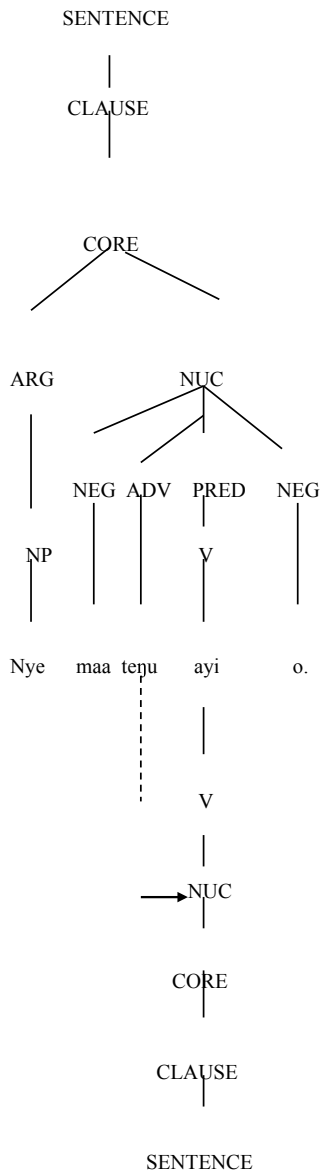 SENTENCE
CLAUSE
CORE
ARG NUC
NEG ADV PRED NEG
NP V
Nye maa tenu ayi o.
V
NUC
CORE
CLAUSE
SENTENCE